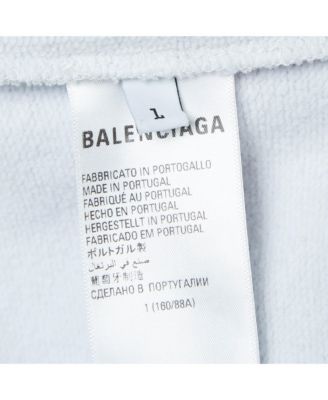 1
BALENCIAGA
FABBRICATO IN PORTOGALLO
MADE IN PORTUGAL
FABRIQUÉ AU PORTUGAL
HECHO EN PORTUGAL
HERGESTELLT IN PORTUGAL
FABRICADO EM PORTUGAL
ポルトガル製
صنع في البرتغال
葡萄牙制造
СДЕЛАНО В ПОРТУГАЛИИ
1 (160/88A)